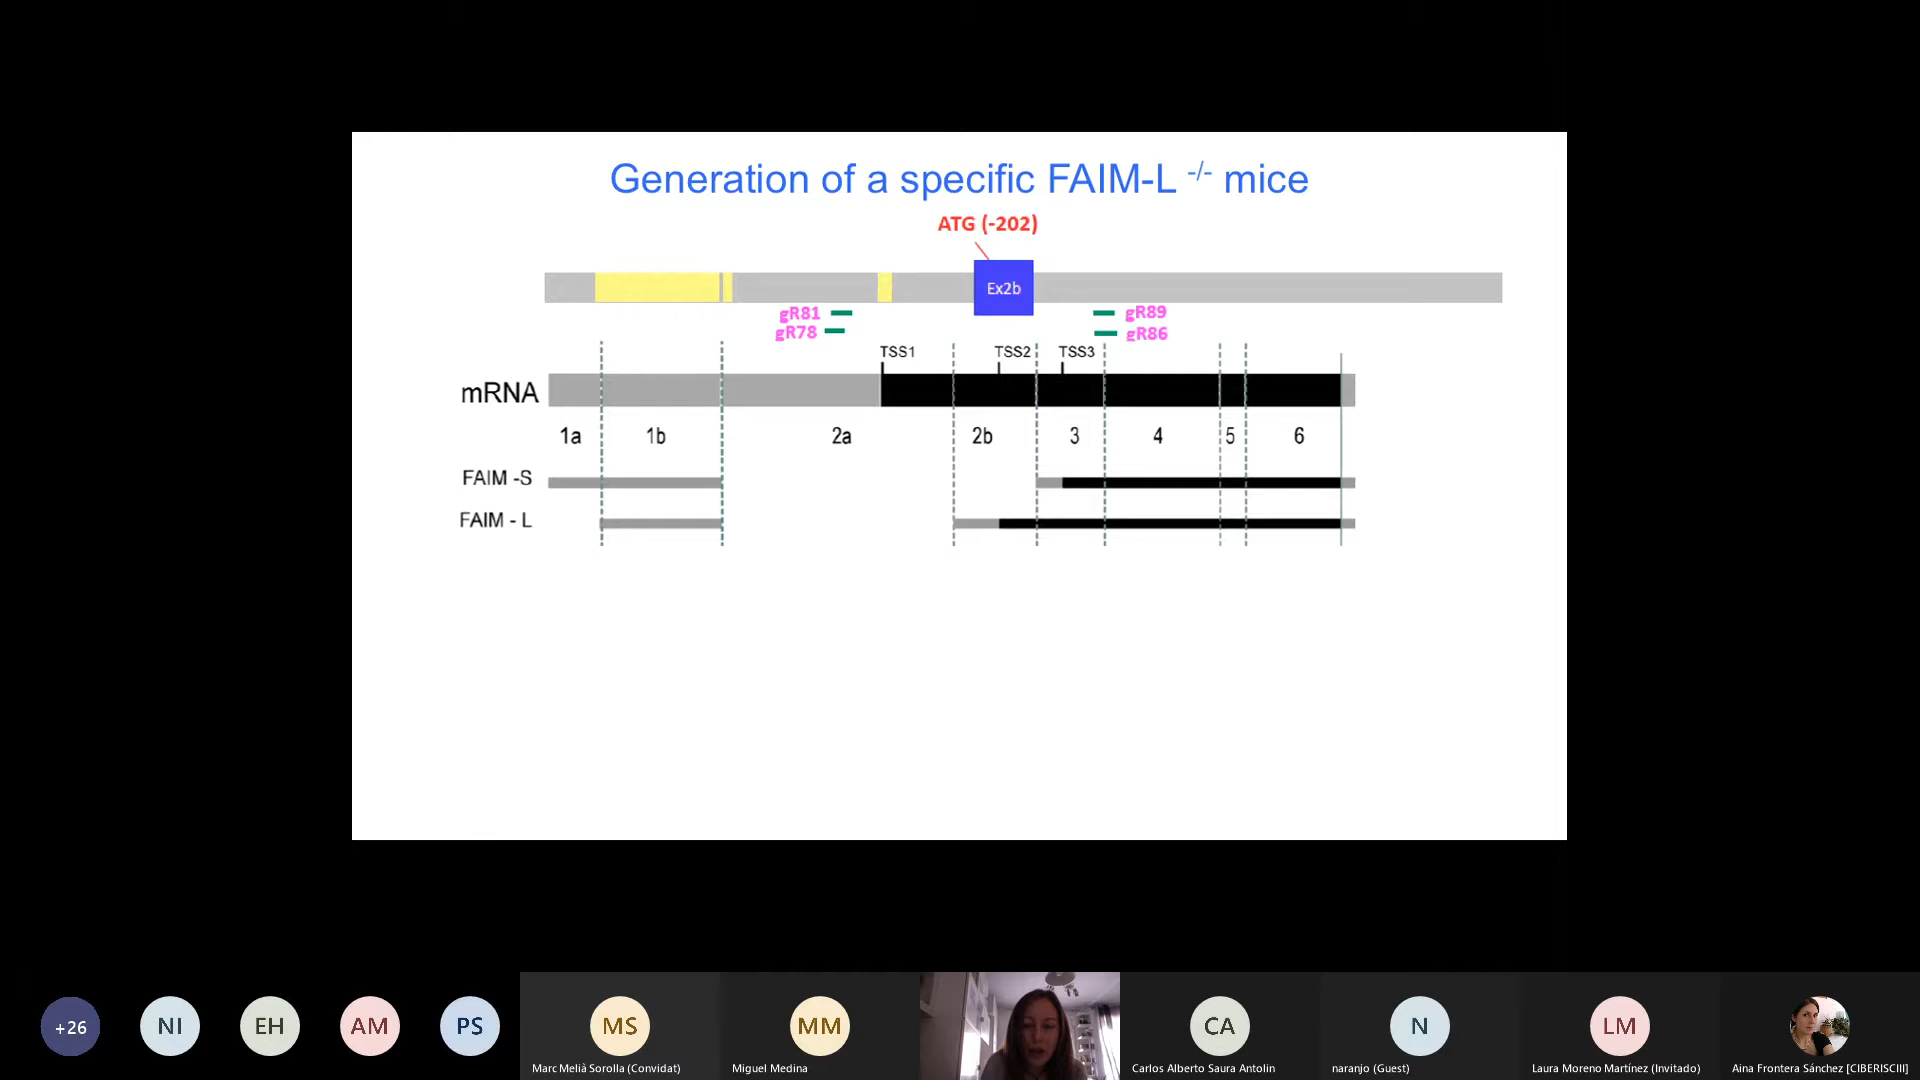 Generation of a specific FAIM-L -/- mice
ATG (-202)
Ex2b
gR81
gR89
gR78
gR86
TSS1
TSS2
TSS3
mRNA
1a 1b 2a 2b 3 4 5 6
FAIM -S
FAIM - L
+26
NI
EH
AM
PS
MS
MM
CA
N
LM
Marc Melià Sorolla (Convidat)
Miguel Medina
Carlos Alberto Saura Antolin
naranjo (Guest)
Laura Moreno Martínez (Invitado)
Aina Frontera Sánchez [CIBERISCIII]